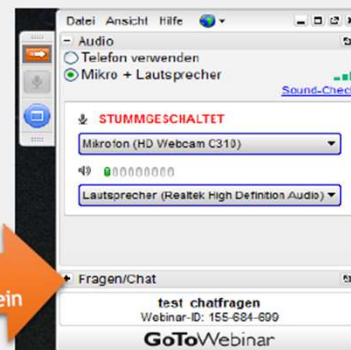 Datei Ansicht Hilfe
Audio
Telefon verwenden
Mikro + Lautsprecher
Sound-Chec
STUMMGESCHALTET
Mikrofon (HD Webcam C310)
Lautsprecher (Realtek High Defintion Audio)
Fragen/Chat
ein
test chatfragen
Webinar-ID: 155-684-699
GoToWebinar